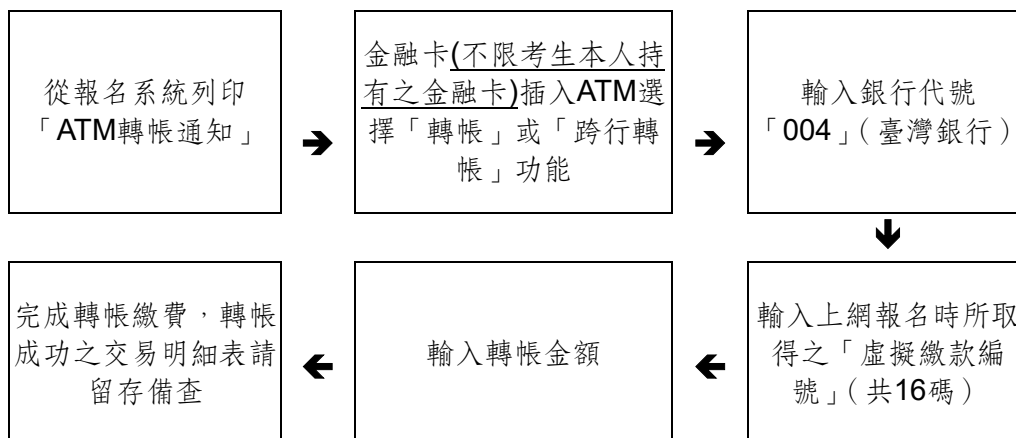 從報名系統列印
「ATM轉帳通知」
金融卡(不限考生本人持
有之金融卡)插入ATM選
擇「轉帳」或「跨行轉
帳」功能
輸入銀行代號
「004」（臺灣銀行）
輸入上網報名時所取
得之「虛擬繳款編
號」（共16碼）
輸入轉帳金額
完成轉帳繳費，轉帳
成功之交易明細表請
留存備查